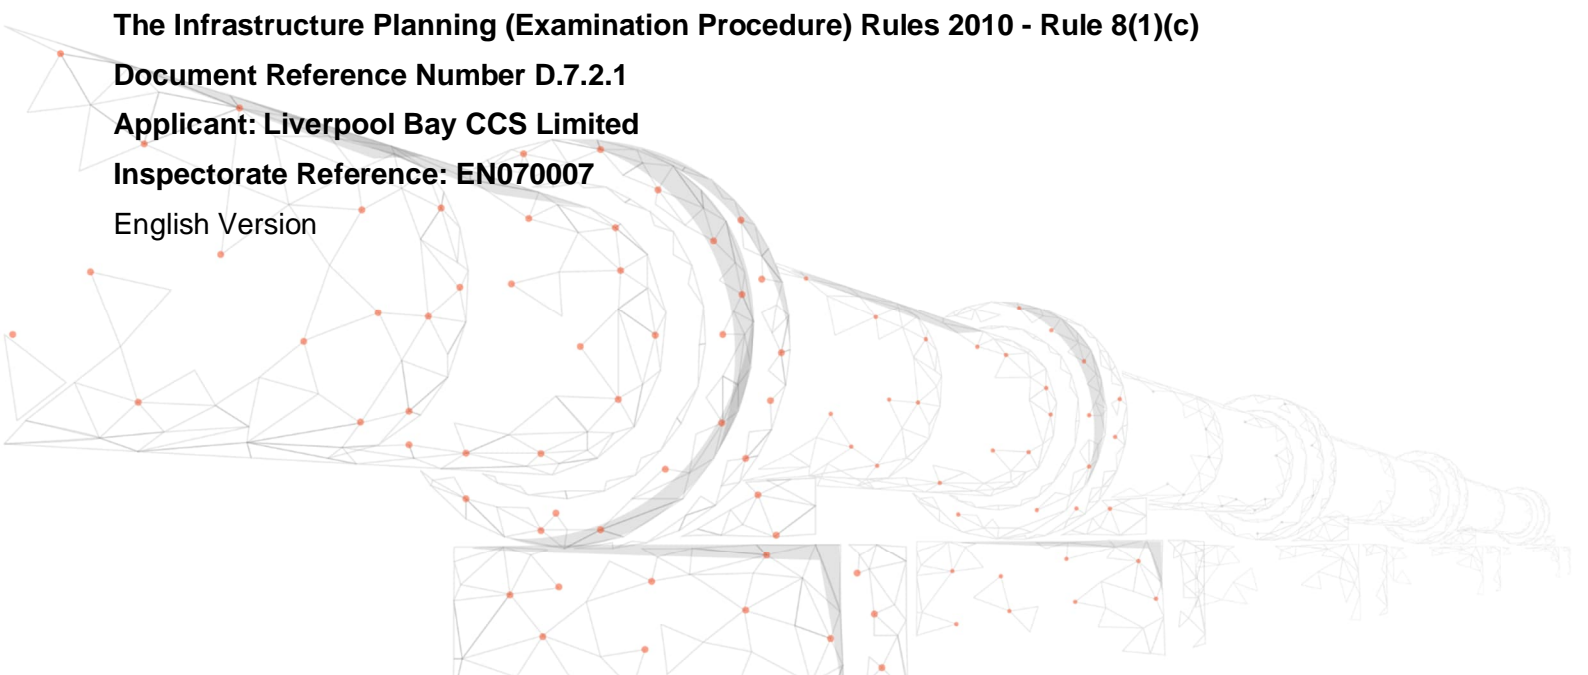 The Infrastructure Planning (Examination Procedure) Rules 2010 - Rule 8(1)(c)
Document Reference Number D.7.2.1
Applicant: Liverpool Bay CCS Limited
Inspectorate Reference: EN070007
English Version